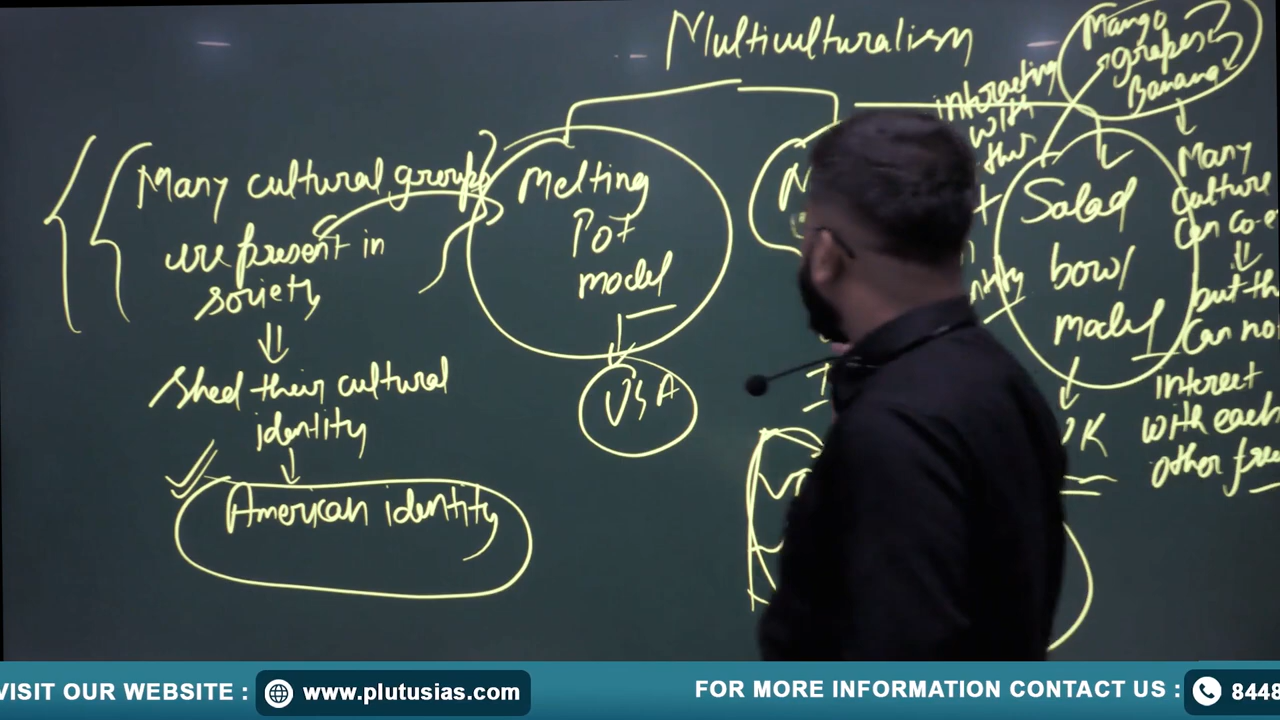 Multiculturalism
Many cultural groups
are present in
society
Shed their cultural
identity
American identity
Melting
Pot
model
USA
interacting
with
Mango
grapes
Banana
Salad
bowl
model
Many
Culture
Can co-e
but th
Can no
interect
with each
other free
VISIT OUR WEBSITE :
www.plutusias.com
FOR MORE INFORMATION CONTACT US :
8448